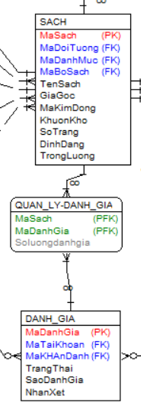 SACH
MaSach (PK)
MaDoiTuong (FK)
MaDanhMuc (FK)
MaBoSach (FK)
TenSach
GiaGoc
MaKimDong
KhuonKho
SoTrang
DinhDang
TrongLuong
QUAN_LY-DANH_GIA
MaSach (PFK)
MaDanhGia (PFK)
Soluongdanhgia
DANH_GIA
MaDanhGia (PK)
MaTaiKhoan (FK)
MaKHAnDanh (FK)
TrangThai
SaoDanhGia
NhanXet